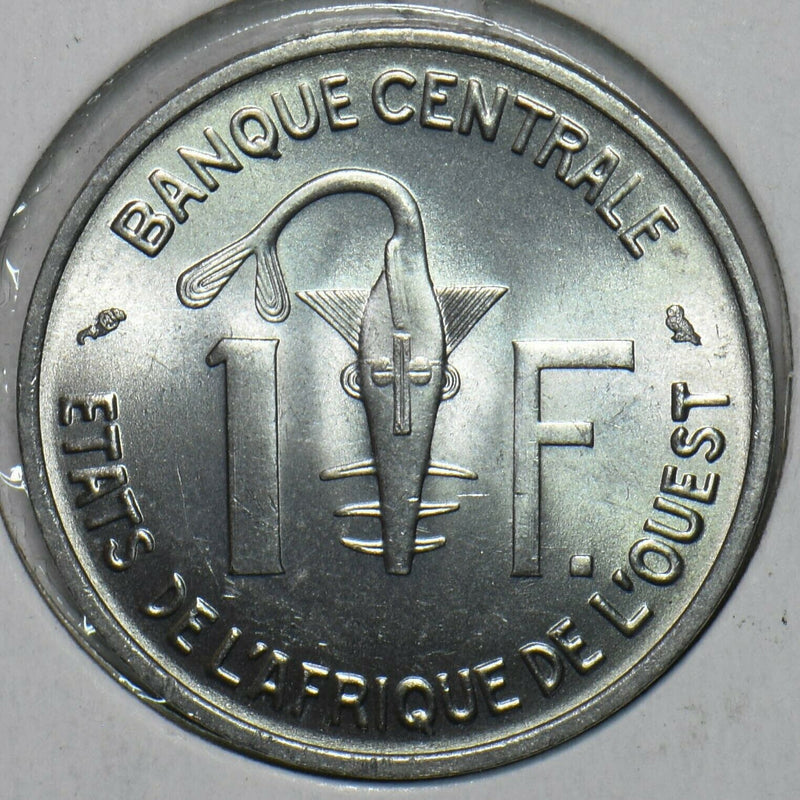 BANQUE CENTRALE
1 F.
ETATS DE L'AFRIQUE DE L'OUEST